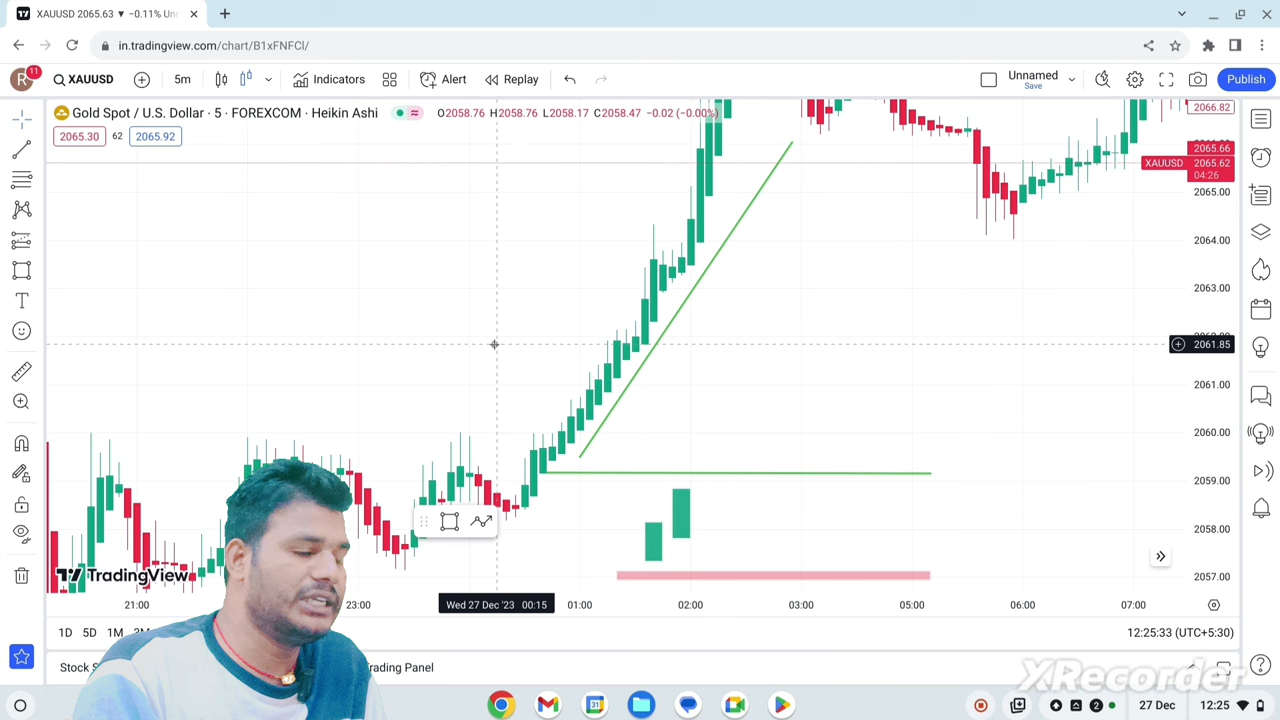 XAUUSD 2065.63 ▼ −0.11% Un
in.tradingview.com/chart/B1xFNFCl/
R 11 XAUUSD 5m Indicators Alert Replay Unnamed Save Publish
Gold Spot / U.S. Dollar · 5 · FOREXCOM · Heikin Ashi O2058.76 H2058.76 L2058.17 C2058.47 −0.02 (−0.00%)
2065.30 62 2065.92
2066.82
2065.66
XAUUSD 2065.62
04:26
2065.00
2064.00
2063.00
2061.85
2061.00
2060.00
2059.00
2058.00
2057.00
TradingView
21:00 23:00 Wed 27 Dec '23 00:15 01:00 02:00 03:00 05:00 06:00 07:00
1D 5D 1M 12:25:33 (UTC+5:30)
Stock Trading Panel
XRecorder
31 2 27 Dec 12:25